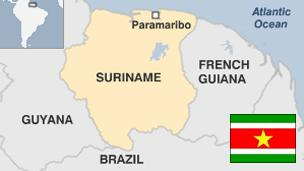 Atlantic
Ocean
Paramaribo
SURINAME
FRENCH
GUIANA
GUYANA
BRAZIL